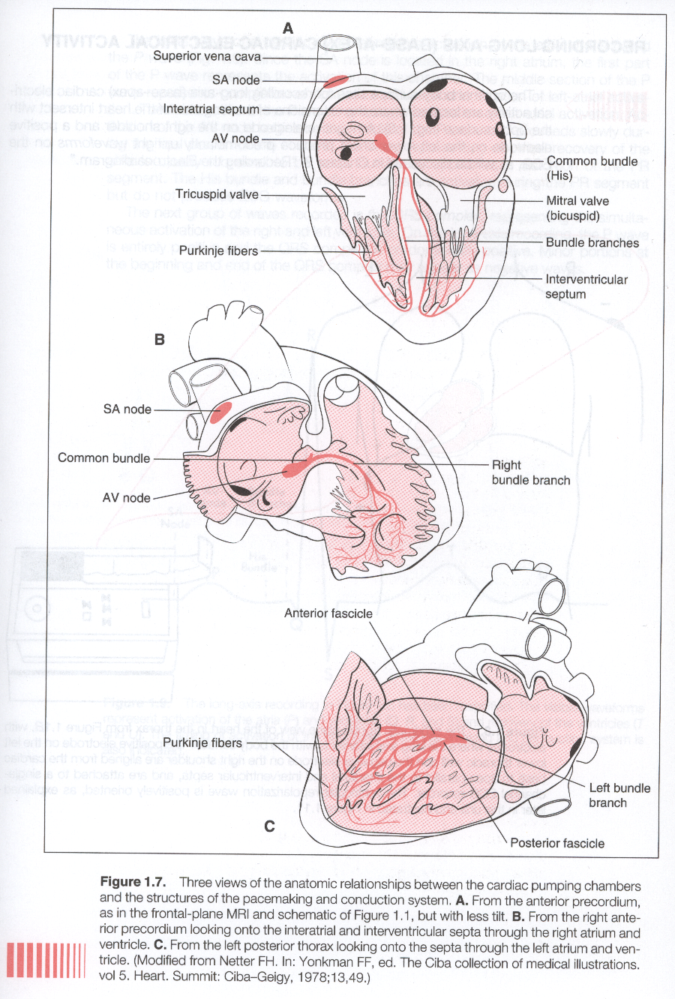 A
Superior vena cava
SA node
Interatrial septum
AV node
Tricuspid valve
Purkinje fibers
Common bundle
(His)
Mitral valve
(bicuspid)
Bundle branches
Interventricular
septum
B
SA node
Common bundle
AV node
Right
bundle branch
Anterior fascicle
Purkinje fibers
Left bundle
branch
Posterior fascicle
C
Figure 1.7. Three views of the anatomic relationships between the cardiac pumping chambers
and the structures of the pacemaking and conduction system. A. From the anterior precordium,
as in the frontal-plane MRI and schematic of Figure 1.1, but with less tilt. B. From the right ante-
rior precordium looking onto the interatrial and interventricular septa through the right atrium and
ventricle. C. From the left posterior thorax looking onto the septa through the left atrium and ven-
tricle. (Modified from Netter FH. In: Yonkman FF, ed. The Ciba collection of medical illustrations.
vol 5. Heart. Summit: Ciba–Geigy, 1978;13,49.)